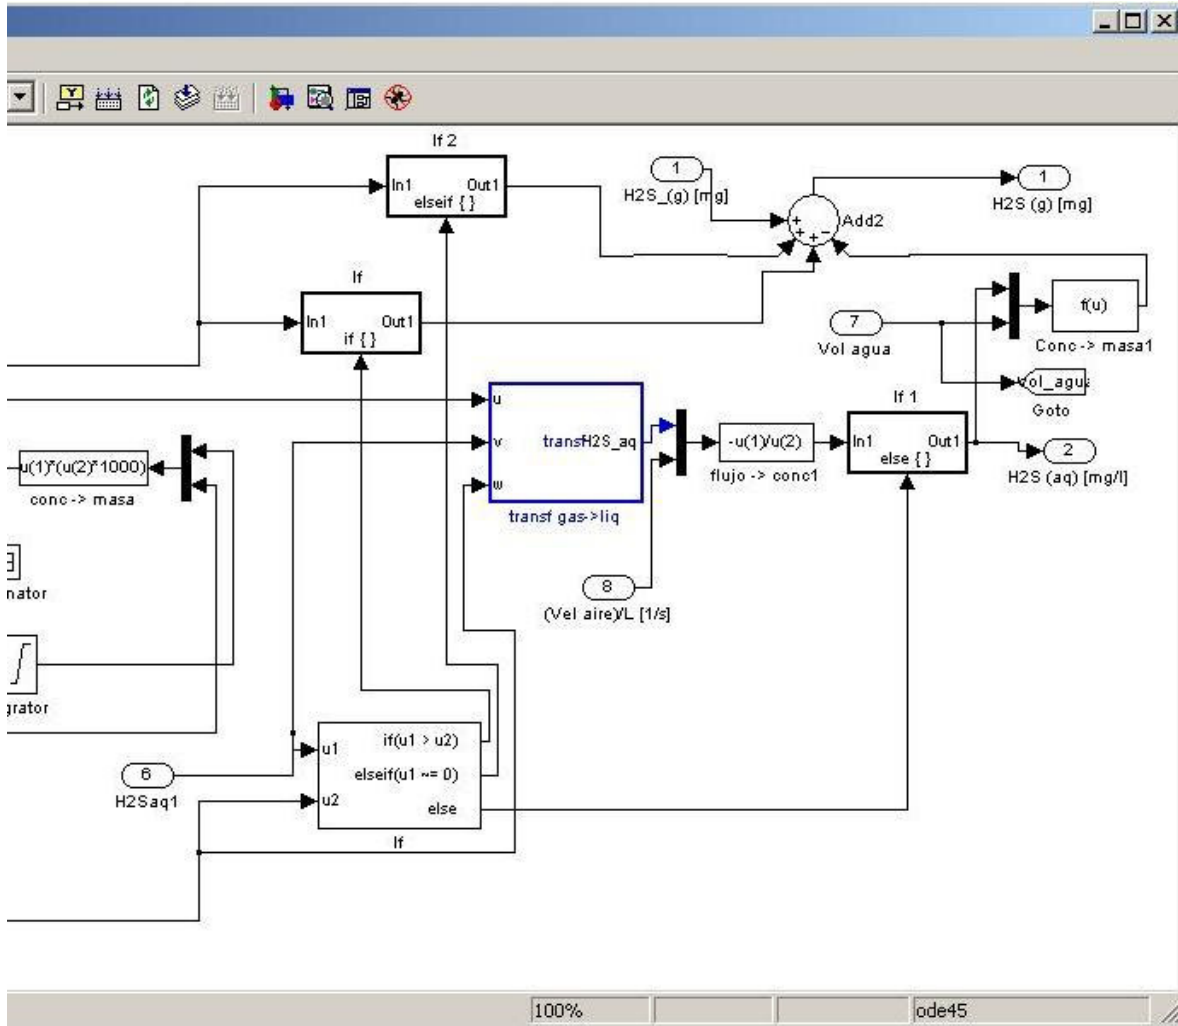 If 2
In1 Out1
elseif { }
1
H2S_(g) [mg]
+
+
+
−
Add2
1
H2S (g) [mg]
If
In1 Out1
if { }
7
Vol agua
f(u)
Conc -> masa1
Vol_agua
Goto
u
v
w
transf H2S_aq
transf gas->liq
-u(1)/u(2)
flujo -> conc1
If 1
In1 Out1
else { }
2
H2S (aq) [mg/l]
u(1)*(u(2)*1000)
conc -> masa
8
(Vel aire)/L [1/s]
nator
grator
6
H2Saq1
u1
u2
if(u1 > u2)
elseif(u1 ~= 0)
else
If
100%
ode45